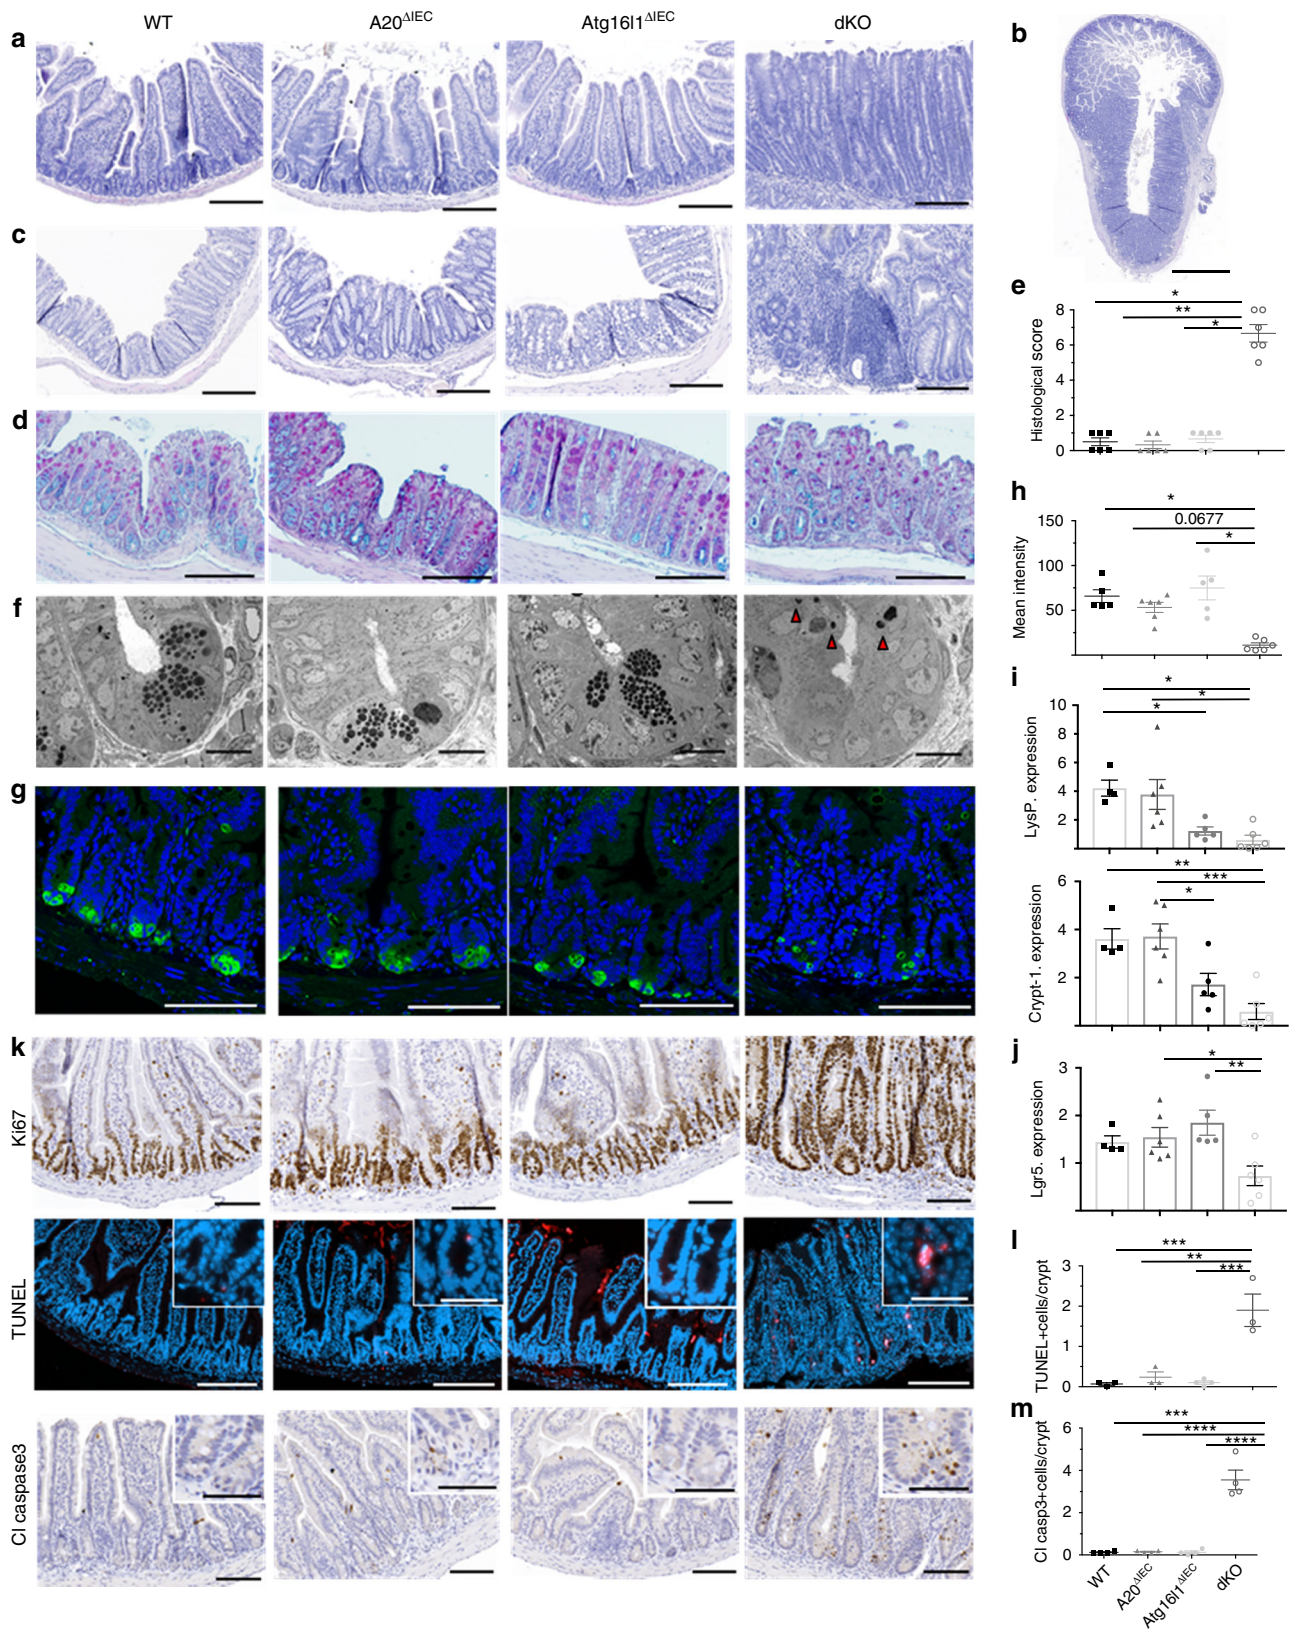 WT A20ΔIEC Atg16l1ΔIEC dKO
a
b
c
d
e
Histological score
8
6
4
2
0
*
**
*
f
g
h
Mean intensity
150
100
50
*
0.0677
*
i
LysP. expression
10
6
4
2
*
*
*
Crypt-1. expression
6
4
2
**
***
*
j
Lgr5. expression
3
2
1
*
**
k
Ki67
TUNEL
Cl caspase3
l
TUNEL+cells/crypt
3
2
1
0
***
**
***
m
Cl casp3+cells/crypt
6
4
2
0
***
****
****
WT
A20ΔIEC
Atg16l1ΔIEC
dKO